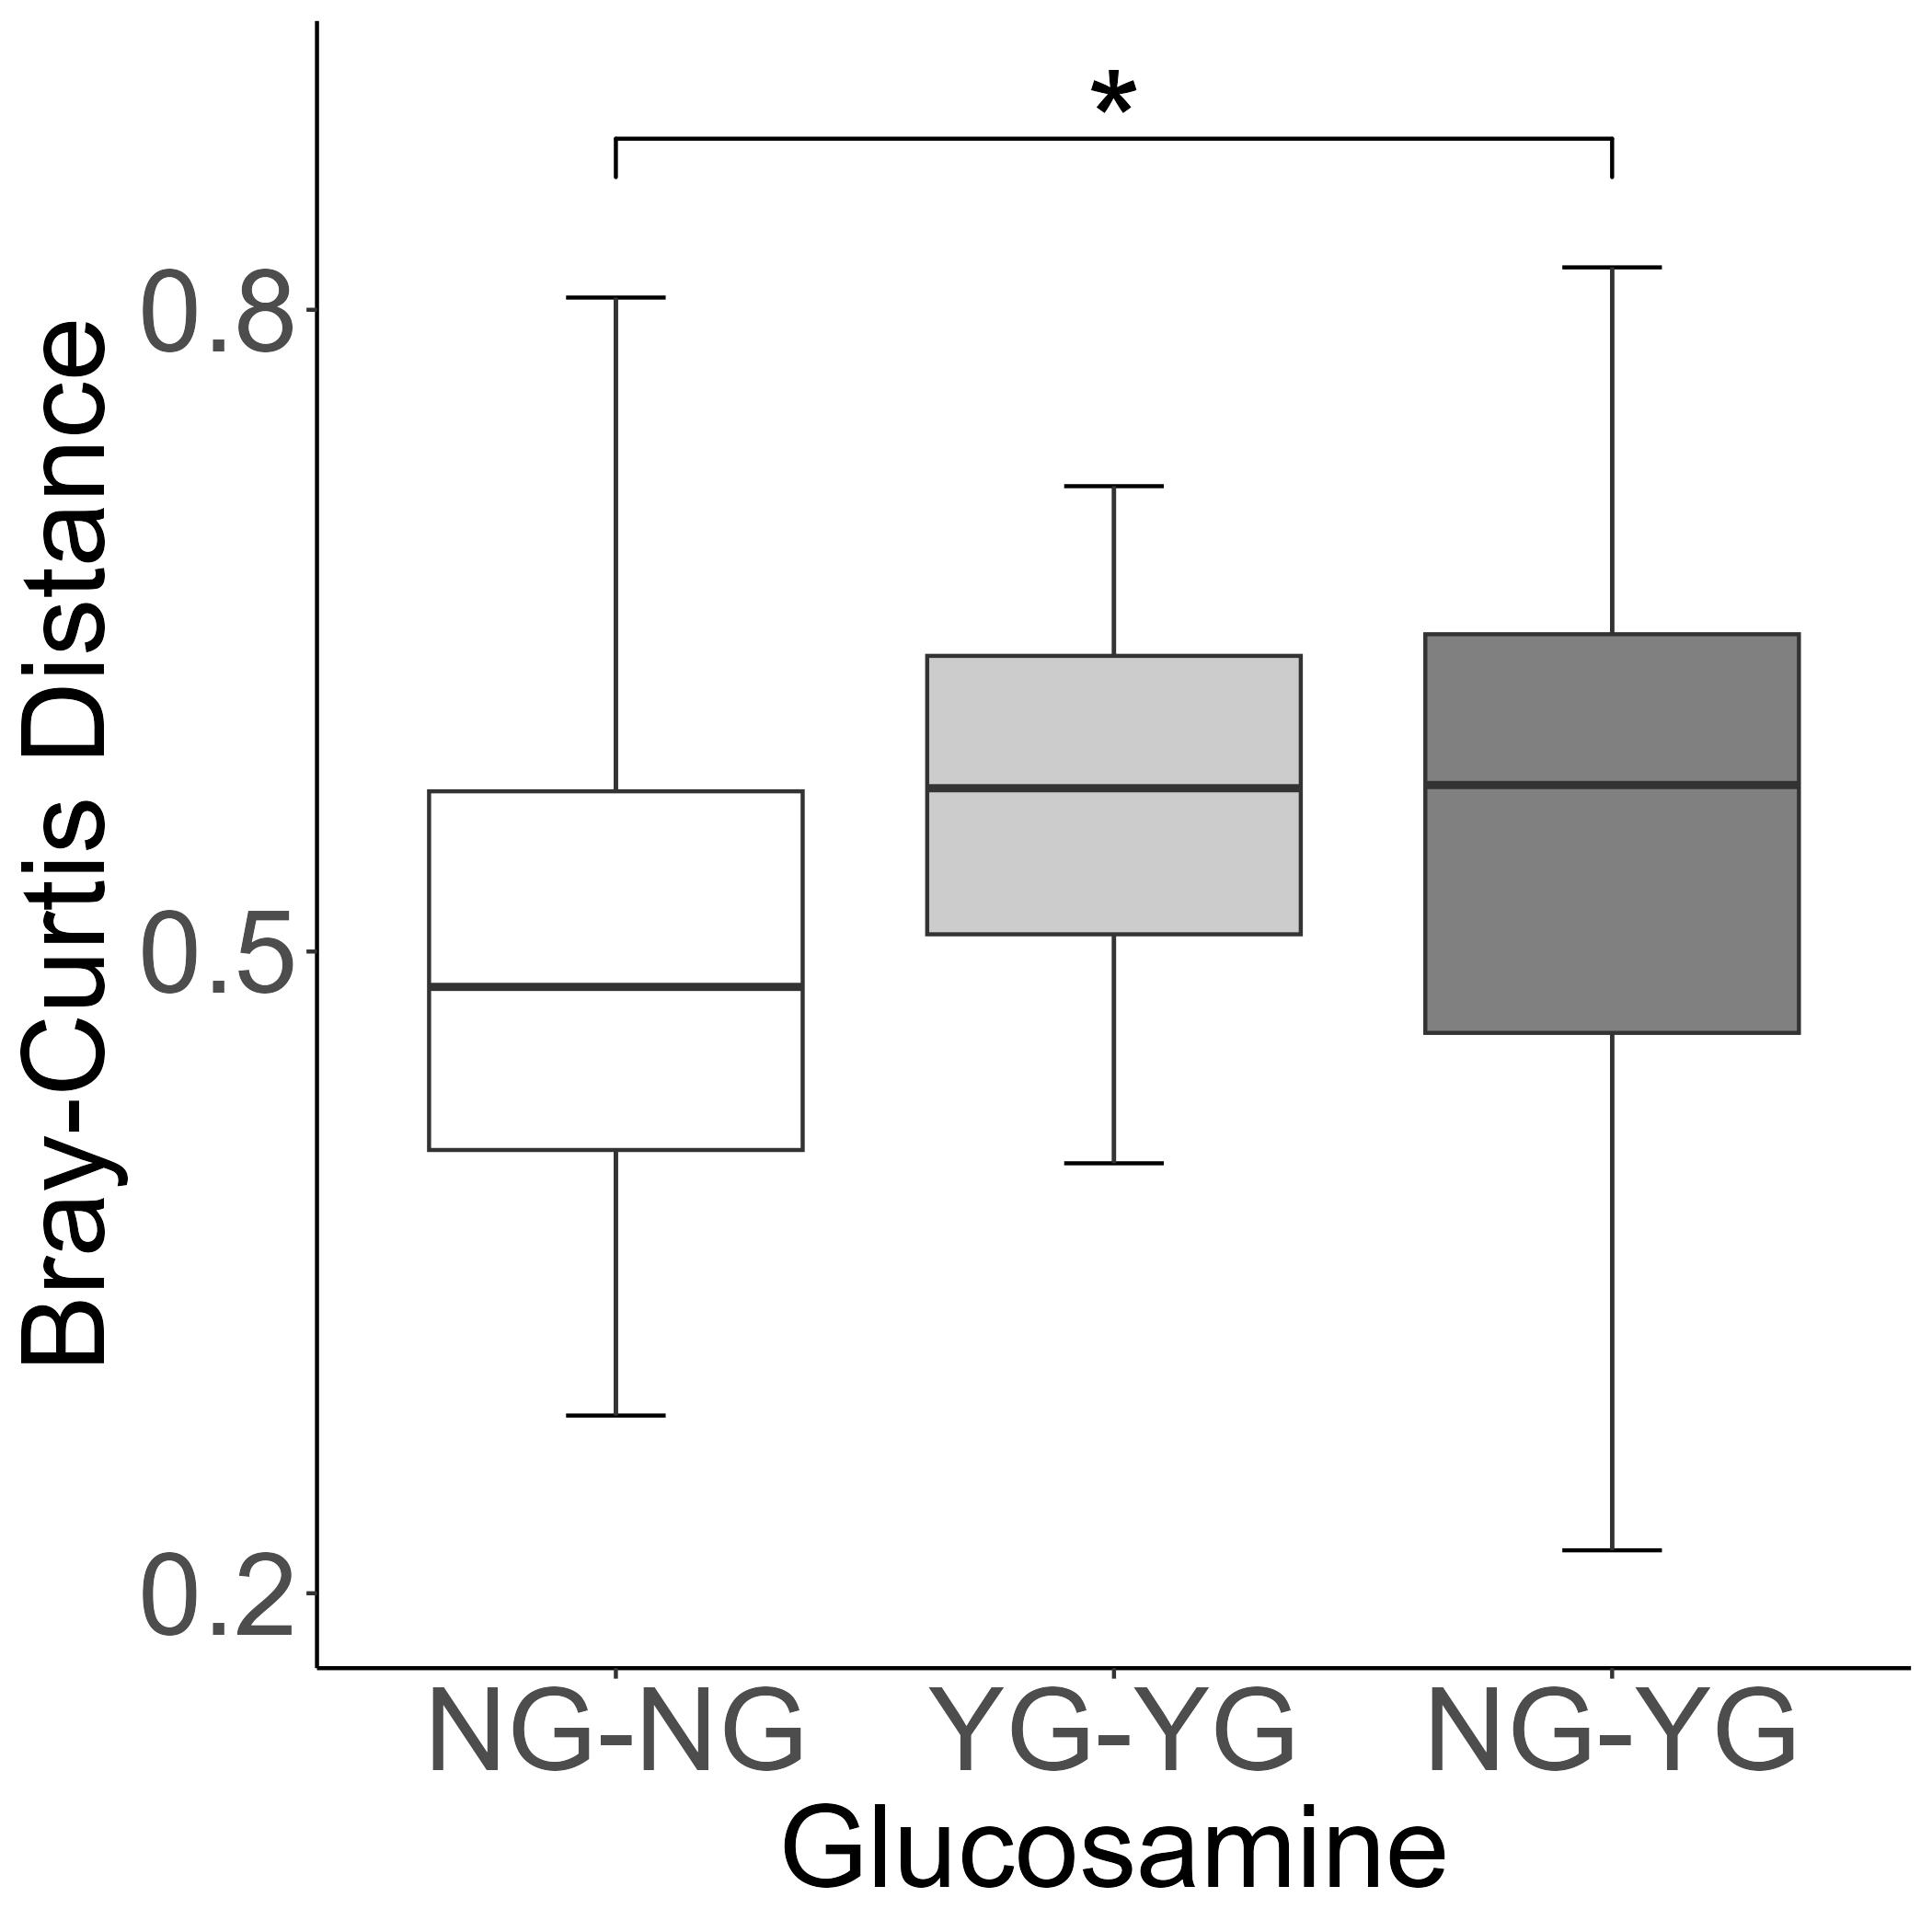 *
0.8
0.5
0.2
Bray-Curtis Distance
NG-NG YG-YG NG-YG
Glucosamine